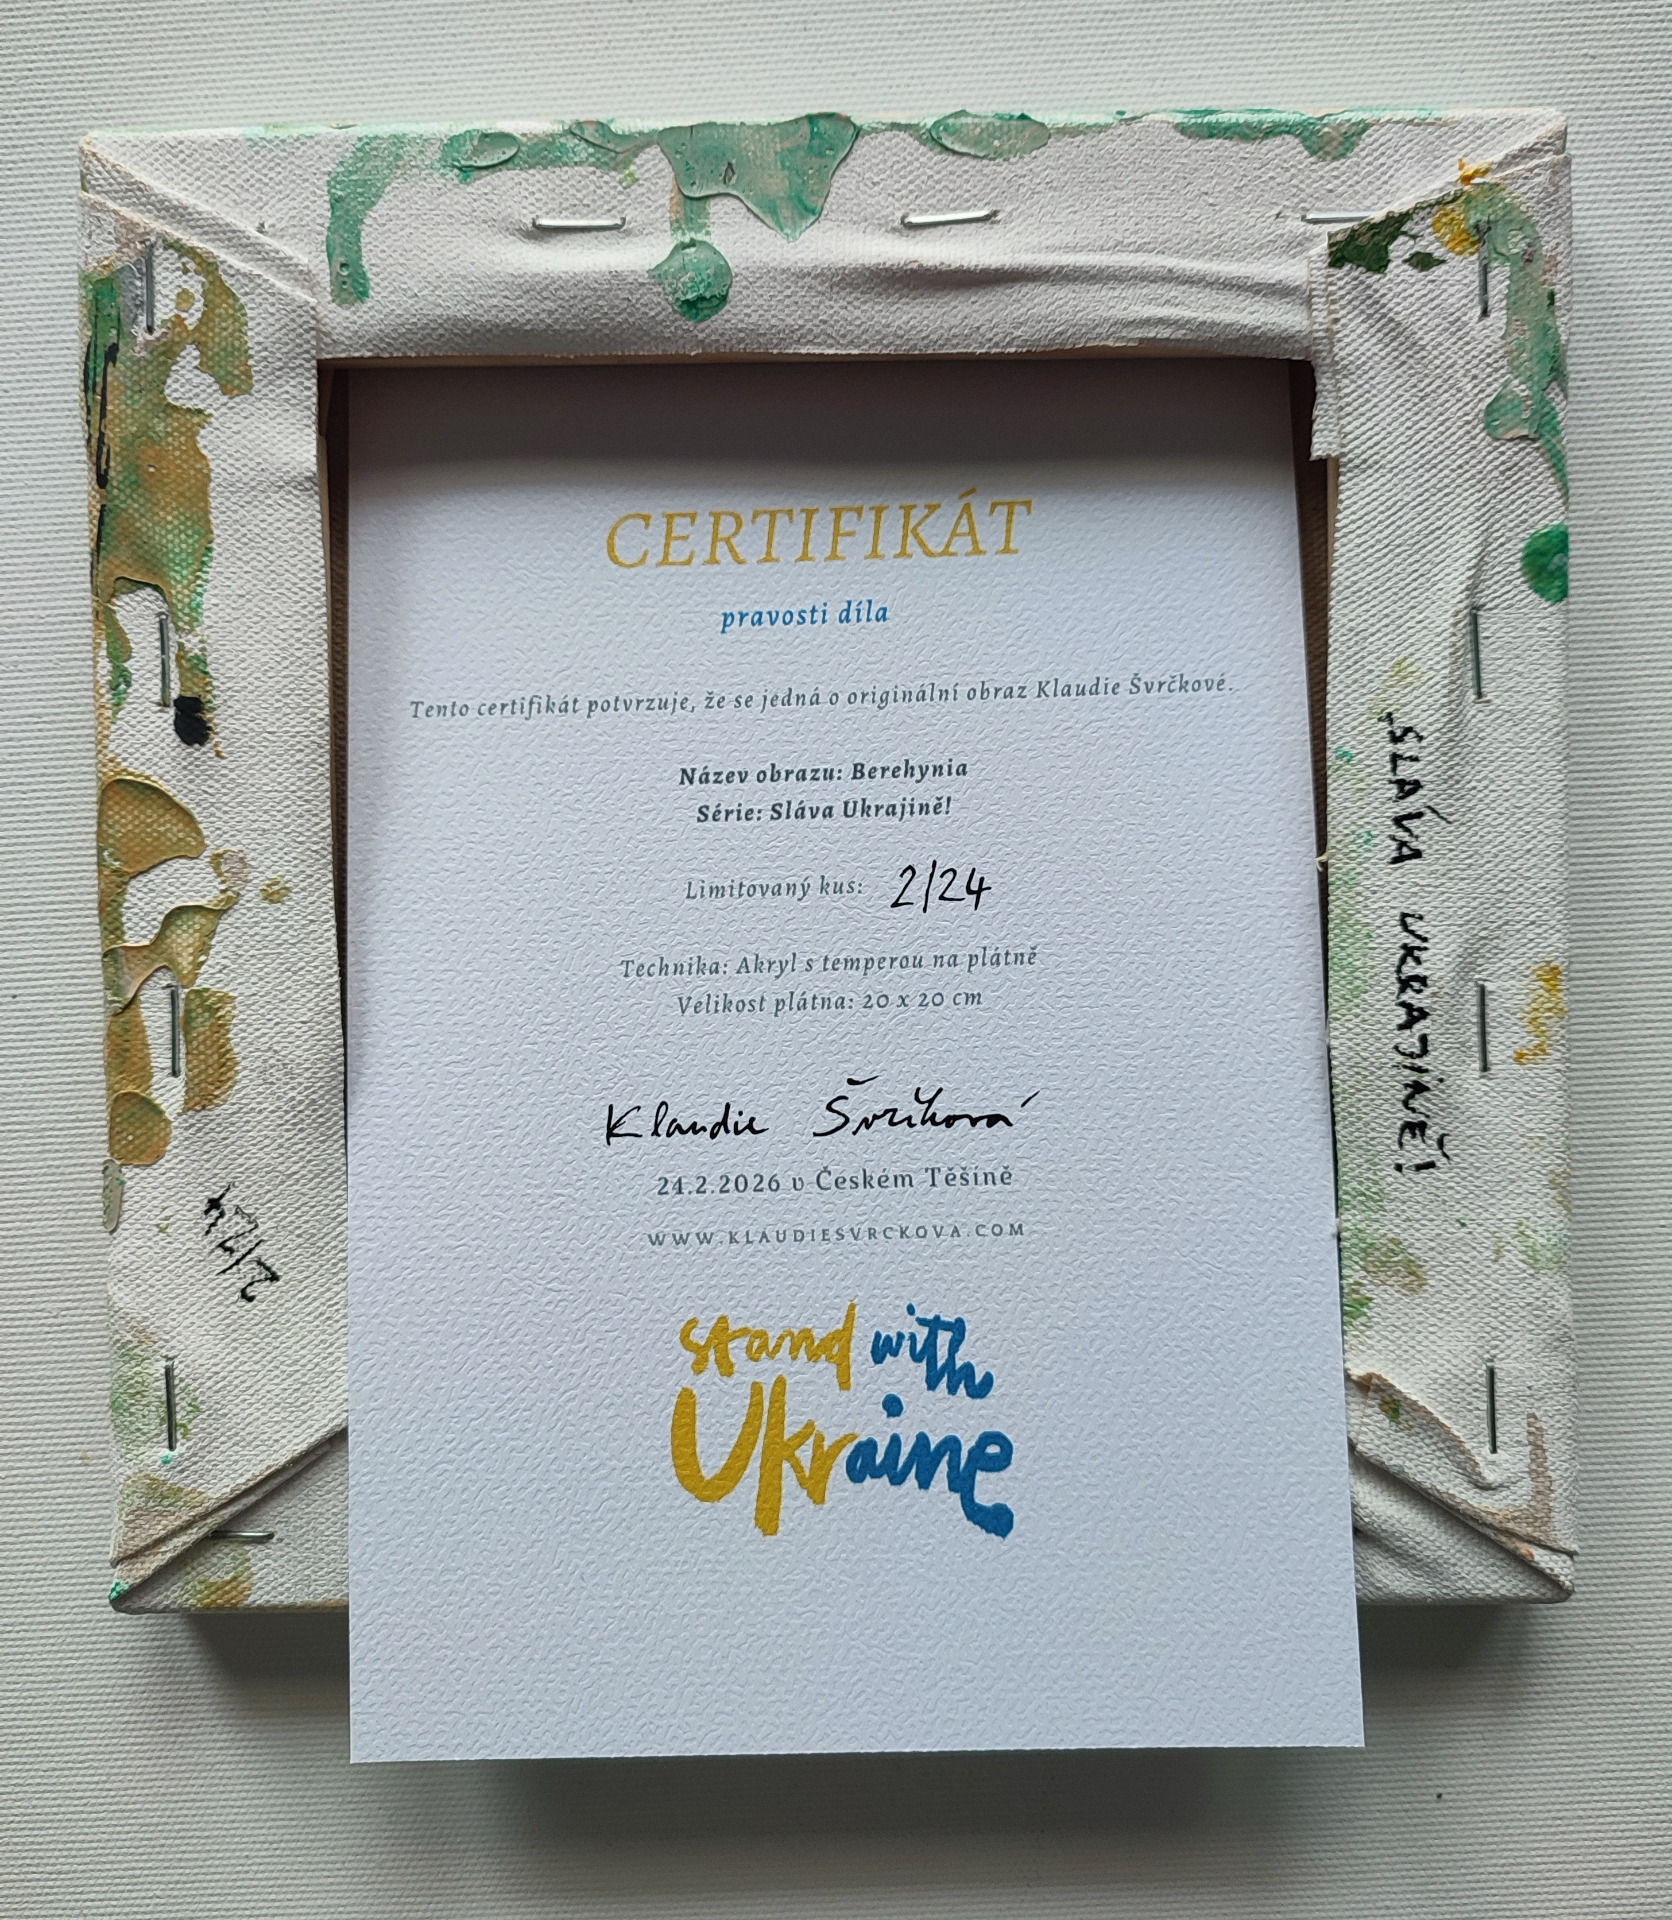 CERTIFIKÁT
pravosti díla
Tento certifikát potvrzuje, že se jedná o originální obraz Klaudie Švrčkové.
Název obrazu: Berehynia
Série: Sláva Ukrajině!
Limitovaný kus: 2/24
Technika: Akryl s temperou na plátně
Velikost plátna: 20 x 20 cm
Klaudie Švrčková
24.2.2026 v Českém Těšíně
WWW.KLAUDIESVRCKOVA.COM
stand with
Ukraine
SLÁVA UKRAJINĚ!
2/24